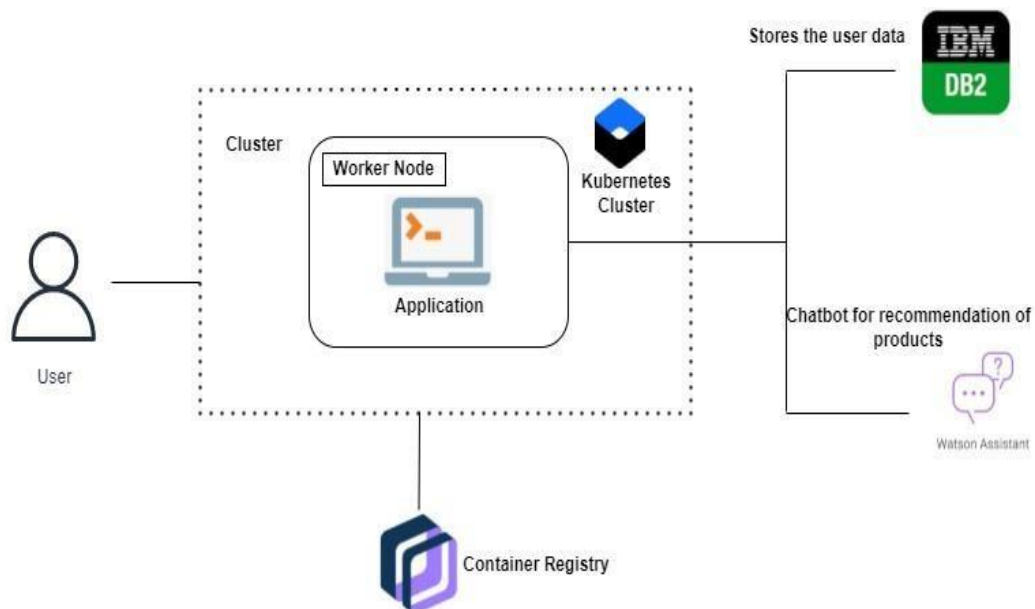 Stores the user data
IBM
DB2
Cluster
Worker Node
Kubernetes
Cluster
Application
User
Chatbot for recommendation of
products
?
Watson Assistant
Container Registry